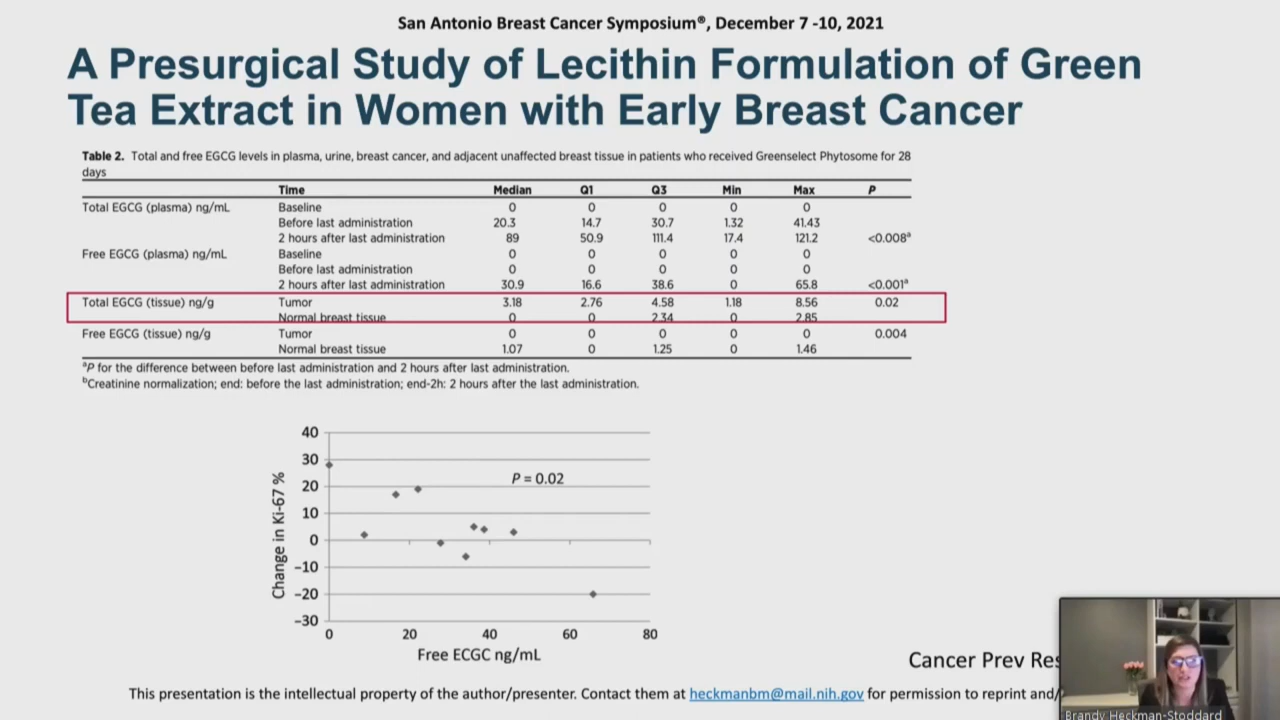 San Antonio Breast Cancer Symposium®, December 7 -10, 2021
A Presurgical Study of Lecithin Formulation of Green
Tea Extract in Women with Early Breast Cancer
Table 2. Total and free EGCG levels in plasma, urine, breast cancer, and adjacent unaffected breast tissue in patients who received Greenselect Phytosome for 28
days
Time Median Q1 Q3 Min Max P
Total EGCG (plasma) ng/mL Baseline 0 0 0 0 0
Before last administration 20.3 14.7 30.7 1.32 41.43
2 hours after last administration 89 50.9 111.4 17.4 121.2 <0.008a
Free EGCG (plasma) ng/mL Baseline 0 0 0 0 0
Before last administration 0 0 0 0 0
2 hours after last administration 30.9 16.6 38.6 0 65.8 <0.001a
Total EGCG (tissue) ng/g Tumor 3.18 2.76 4.58 1.18 8.56 0.02
Normal breast tissue 0 0 2.34 0 2.85
Free EGCG (tissue) ng/g Tumor 0 0 0 0 0 0.004
Normal breast tissue 1.07 0 1.25 0 1.46
aP for the difference between before last administration and 2 hours after last administration.
bCreatinine normalization; end: before the last administration; end-2h: 2 hours after the last administration.
Change in Ki-67 %
40
30
P = 0.02
20
10
0
–10
–20
–30
0 20 40 60 80
Free ECGC ng/mL
Cancer Prev Res
This presentation is the intellectual property of the author/presenter. Contact them at heckmanbm@mail.nih.gov for permission to reprint and/
Brandy Heckman-Stoddard